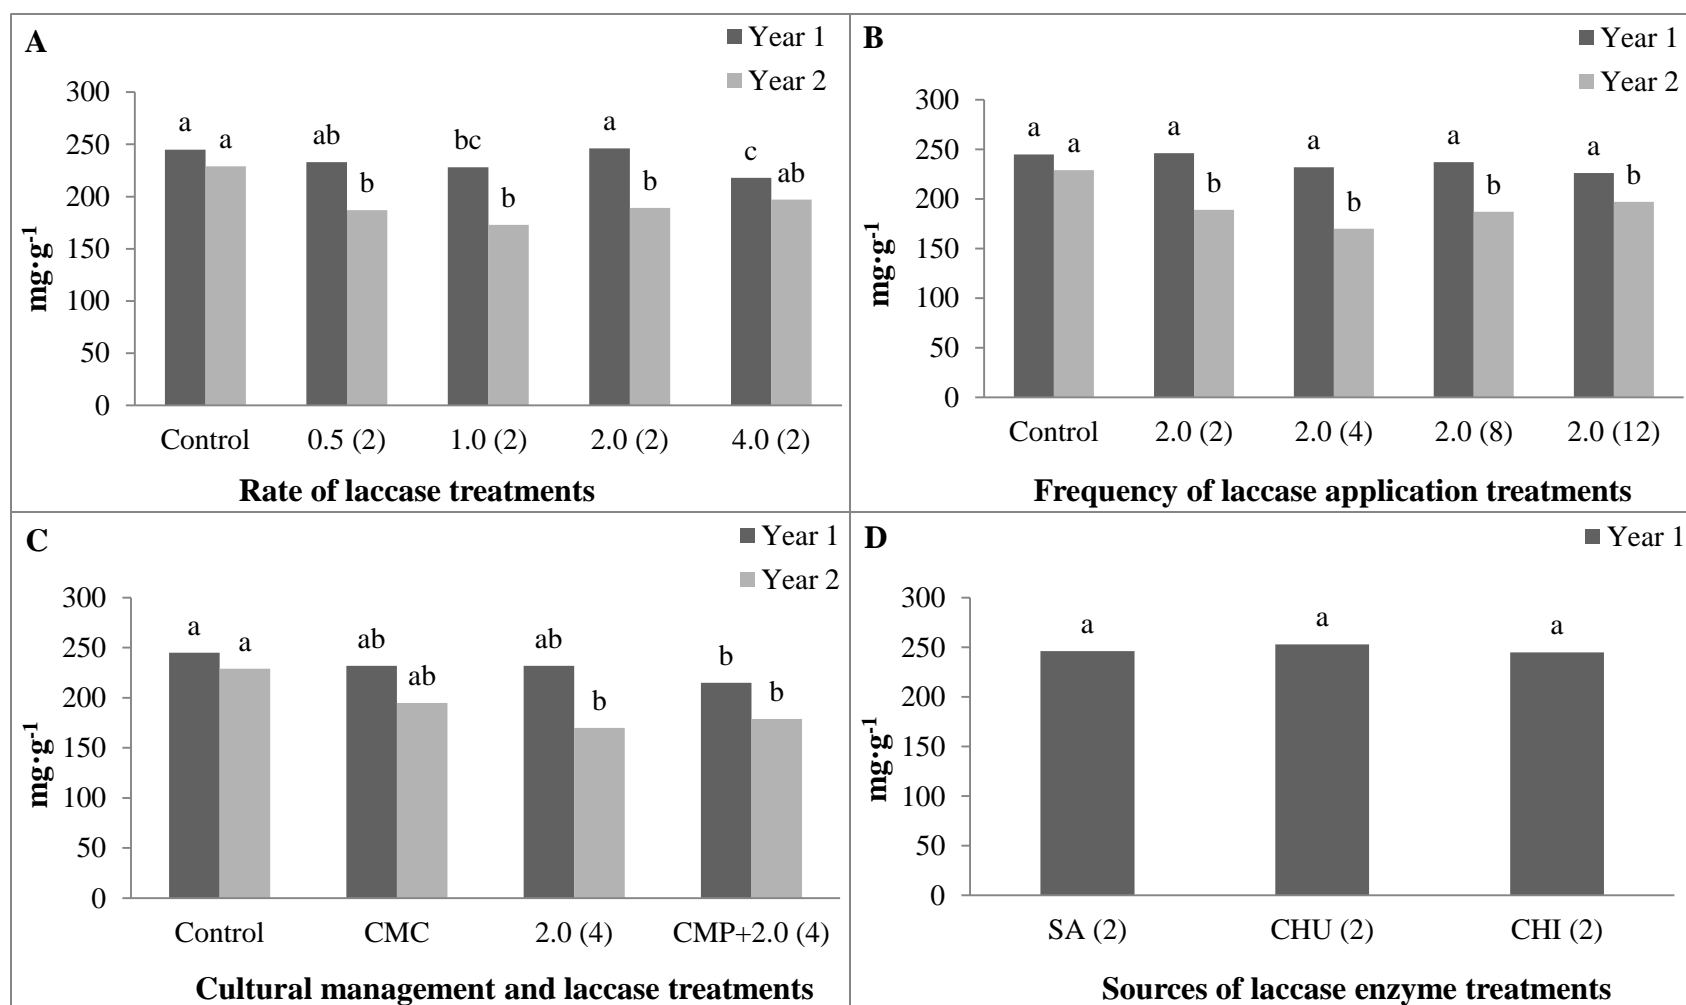 A
Year 1
Year 2
300
250
200
150
100
50
0
mg·g-1
a
a
ab
b
bc
b
a
b
c
ab
Control
0.5 (2)
1.0 (2)
2.0 (2)
4.0 (2)
Rate of laccase treatments
B
Year 1
Year 2
300
250
200
150
100
50
0
mg·g-1
a
a
a
b
a
b
a
b
a
b
Control
2.0 (2)
2.0 (4)
2.0 (8)
2.0 (12)
Frequency of laccase application treatments
C
Year 1
Year 2
300
250
200
150
100
50
0
mg·g-1
a
a
ab
ab
ab
b
b
b
Control
CMC
2.0 (4)
CMP+2.0 (4)
Cultural management and laccase treatments
D
Year 1
300
250
200
150
100
50
0
mg·g-1
a
a
a
SA (2)
CHU (2)
CHI (2)
Sources of laccase enzyme treatments